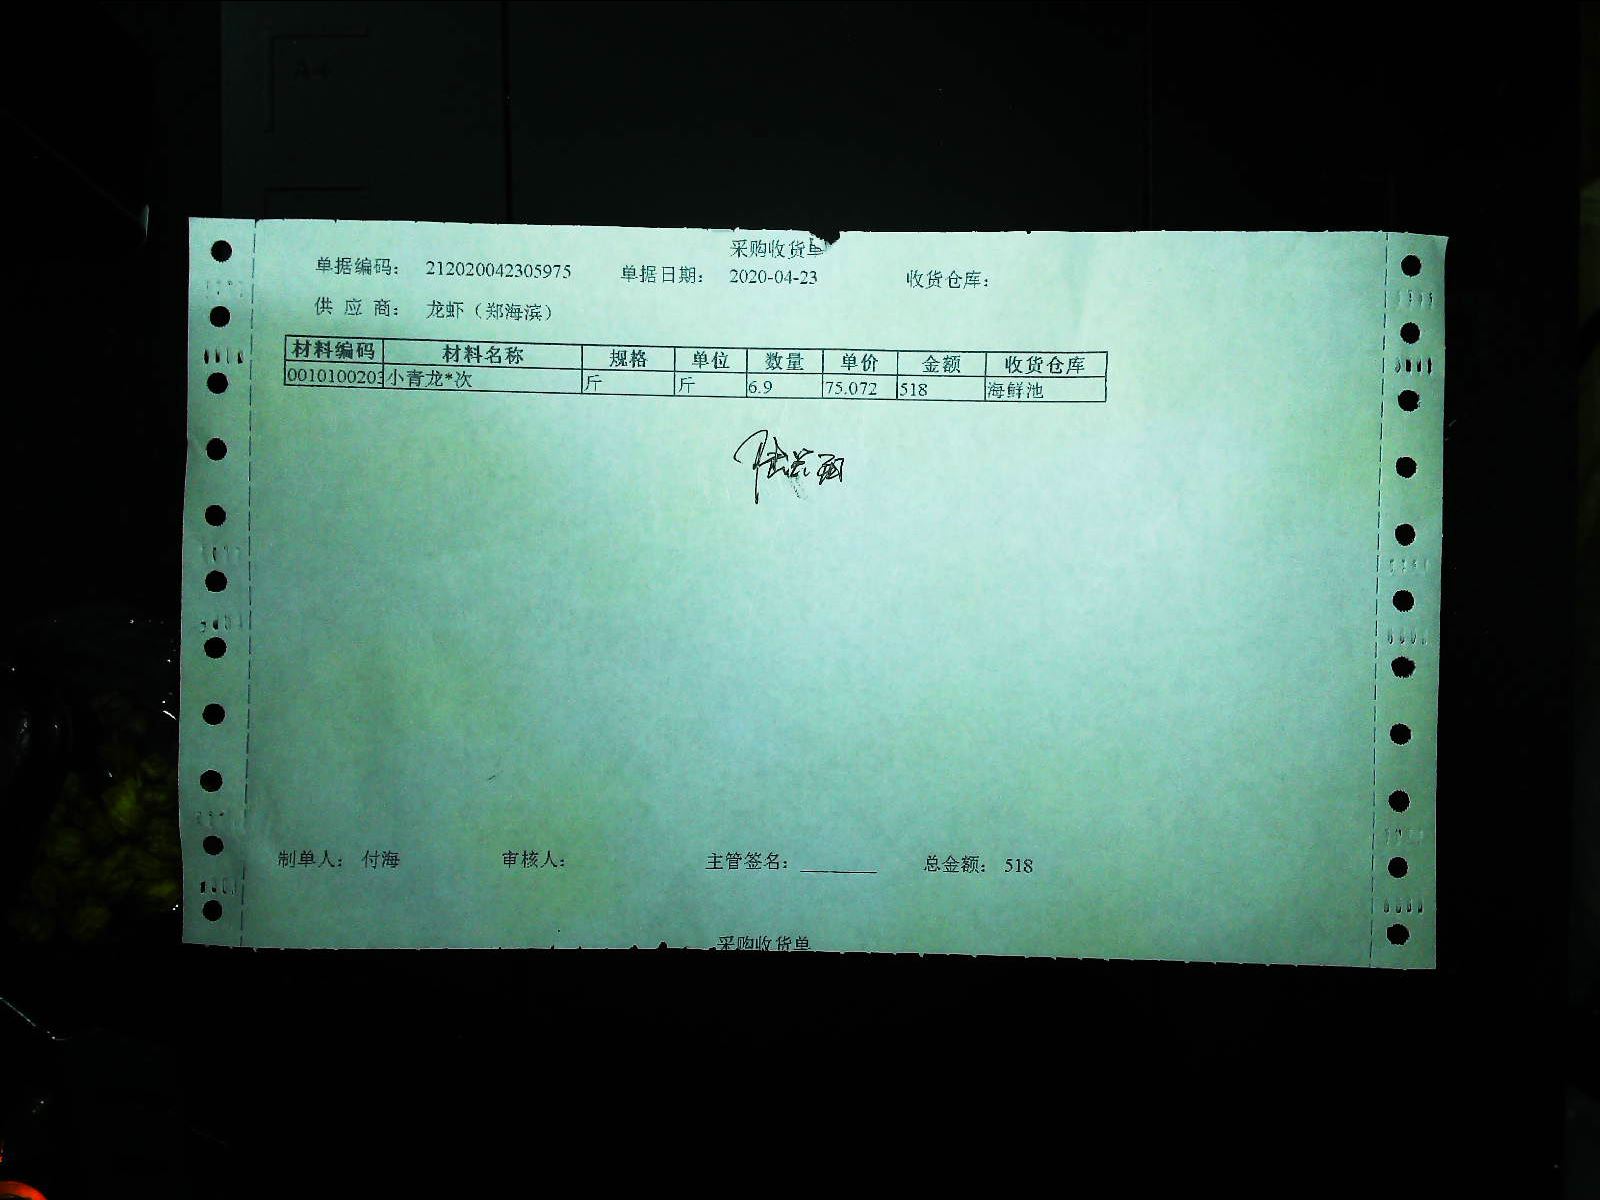 采购收货单
单据编码： 212020042305975 单据日期： 2020-04-23 收货仓库：
供 应 商： 龙虾（郑海滨）
材料编码 材料名称 规格 单位 数量 单价 金额 收货仓库
0010100203 小青龙*次 斤 斤 6.9 75.072 518 海鲜池
制单人： 付海 审核人： 主管签名： 总金额： 518
采购收货单